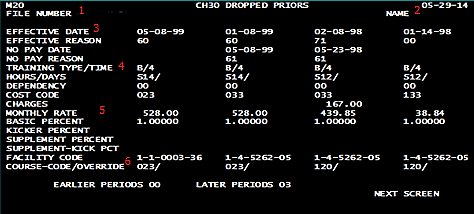 M20 CH30 DROPPED PRIORS 05-29-14
FILE NUMBER 1 NAME 2
EFFECTIVE DATE 3 05-08-99 01-08-99 02-08-98 01-14-98
EFFECTIVE REASON 60 60 71 00
NO PAY DATE 05-08-99 05-23-98
NO PAY REASON 61 61
TRAINING TYPE/TIME 4 B/4 B/4 B/4 B/4
HOURS/DAYS S14/ S14/ S12/ S12/
DEPENDENCY 00 00 00 00
COST CODE 023 033 033 133
CHARGES 167.00
MONTHLY RATE 5 528.00 528.00 439.85 38.84
BASIC PERCENT 1.00000 1.00000 1.00000 1.00000
KICKER PERCENT
SUPPLEMENT PERCENT
SUPPLEMENT-KICK PCT
FACILITY CODE 1-1-0003-36 1-4-5262-05 1-4-5262-05 1-4-5262-05
COURSE-CODE/OVERRIDE 6 023/ 023/ 120/ 120/
EARLIER PERIODS 00 LATER PERIODS 03
NEXT SCREEN